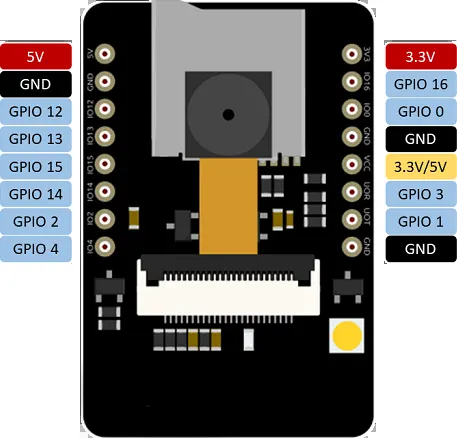 5V
GND
GPIO 12
GPIO 13
GPIO 15
GPIO 14
GPIO 2
GPIO 4
5V
GND
IO12
IO13
IO15
IO14
IO2
IO4
3V3
IO16
IO0
GND
VCC
UOR
UOT
GND
3.3V
GPIO 16
GPIO 0
GND
3.3V/5V
GPIO 3
GPIO 1
GND